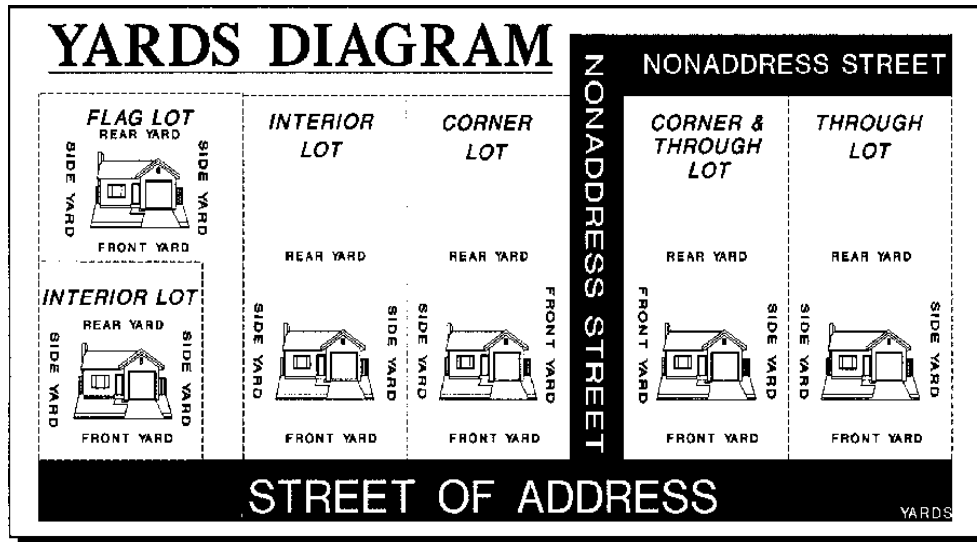 YARDS DIAGRAM
NONADDRESS STREET
NONADDRESS STREET
FLAG LOT
REAR YARD
SIDE YARD
SIDE YARD
FRONT YARD
INTERIOR LOT
REAR YARD
SIDE YARD
SIDE YARD
FRONT YARD
INTERIOR
LOT
REAR YARD
SIDE YARD
SIDE YARD
FRONT YARD
CORNER
LOT
REAR YARD
SIDE YARD
FRONT YARD
FRONT YARD
CORNER &
THROUGH
LOT
REAR YARD
FRONT YARD
SIDE YARD
FRONT YARD
THROUGH
LOT
REAR YARD
SIDE YARD
SIDE YARD
FRONT YARD
STREET OF ADDRESS
YARDS